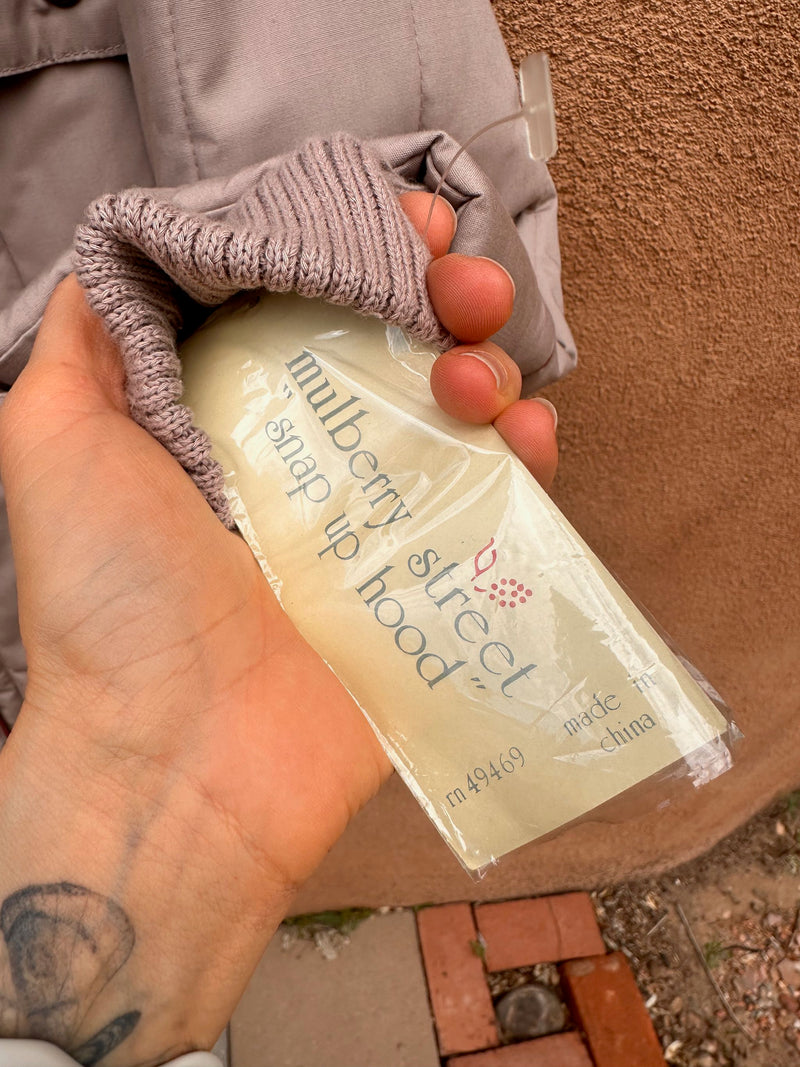 mulberry street
"snap up hood"
rn 49469
made in
china